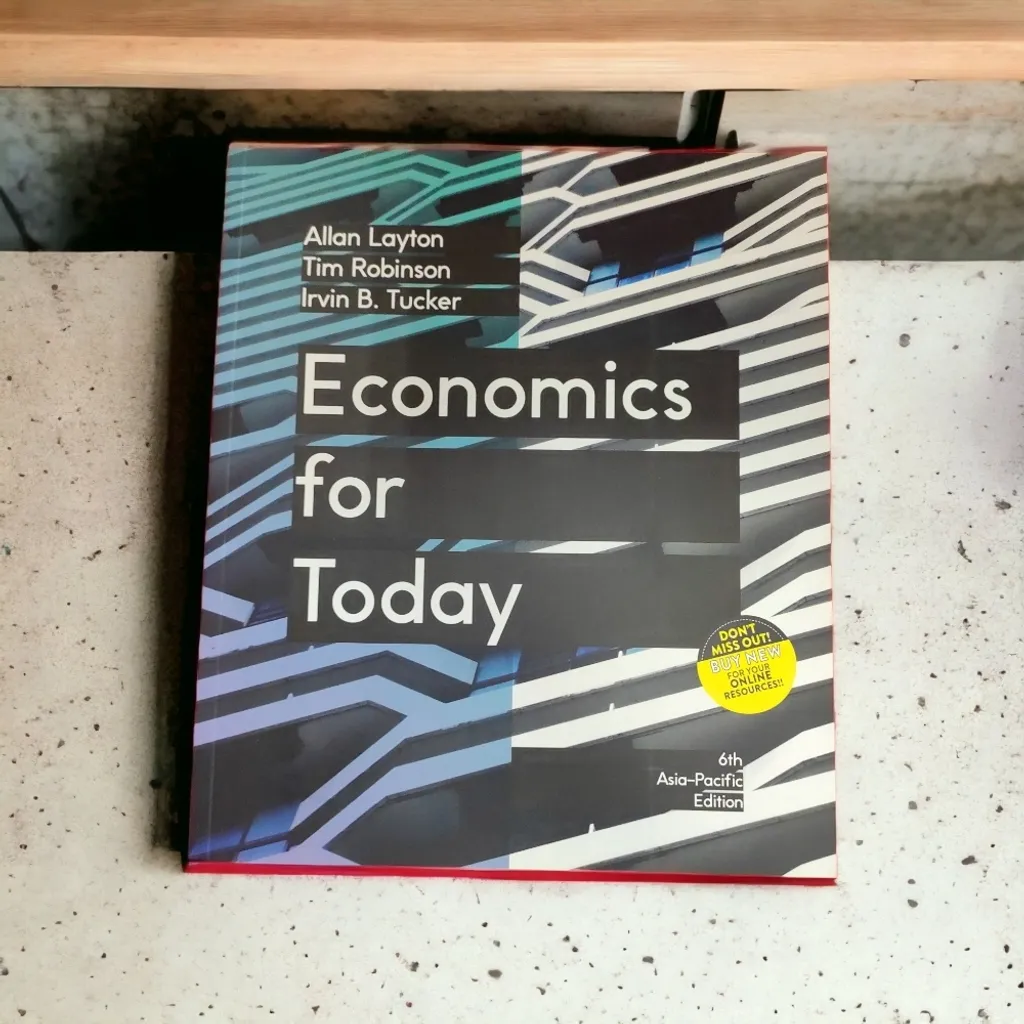 Allan Layton
Tim Robinson
Irvin B. Tucker
Economics
for
Today
DON'T
MISS OUT!
BUY NEW
FOR YOUR
ONLINE
RESOURCES!!
6th
Asia–Pacific
Edition